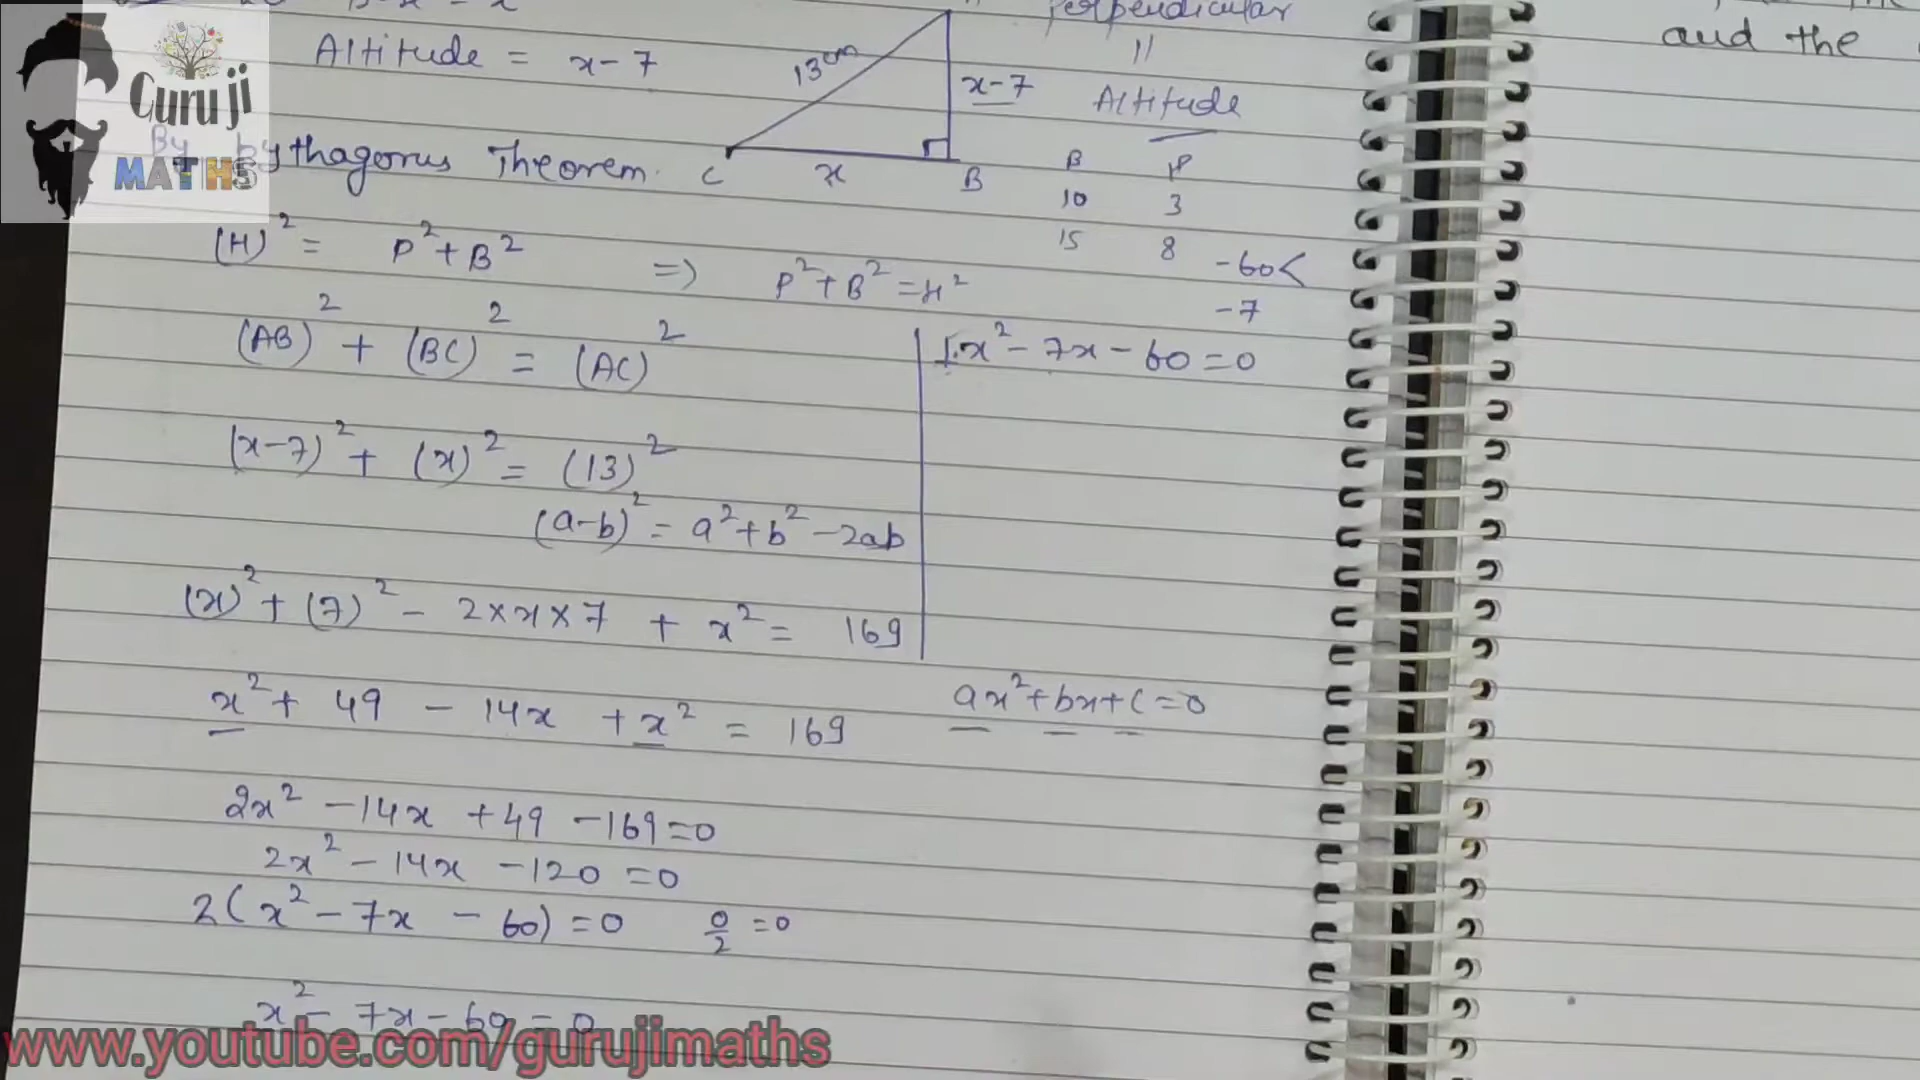 Altitude = x-7
Guruji
MATHS
By Pythagorus Theorem.
13cm
x-7
x
C
B
Perpendicular
||
Altitude
B P
10 3
15 8
(H)² = P²+B² => P²+B²=H²
(AB)² + (BC)² = (AC)²
(x-7)² + (x)² = (13)²
(a-b)² = a²+b²-2ab
(x)² + (7)² - 2×x×7 + x² = 169
x² + 49 - 14x + x² = 169
2x² - 14x + 49 - 169 = 0
2x² - 14x - 120 = 0
2(x² - 7x - 60) = 0 0/2 = 0
x² - 7x - 60 = 0
-60<
-7
1.x² - 7x - 60 = 0
ax²+bx+c=0
and the
www.youtube.com/gurujimaths